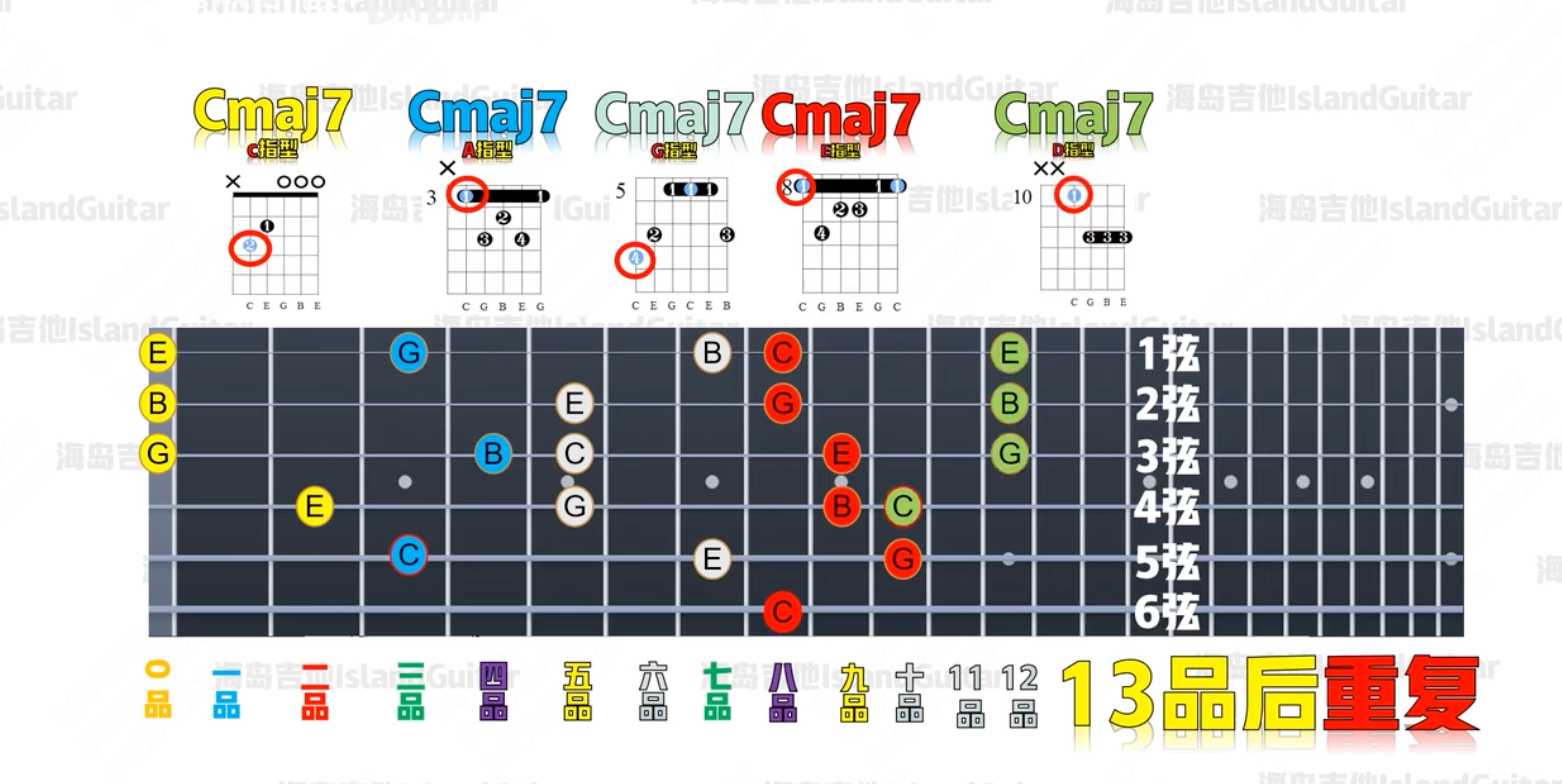 海岛吉他IslandGuitar
Cmaj7 Cmaj7 Cmaj7 Cmaj7 Cmaj7
C指型 A指型 G指型 E指型 D指型
× ○○○ × ××
3 1 1
5 1 1 1
8 1 1 1
10 1
1 2 2 3 3 3 3
2 3 4 4 2 3
4
C E G B E C G B E G C E G C E B C G B E G C C G B E
E G B C E 1弦
B E G B 2弦
G B C E G 3弦
E G B C 4弦
C E G 5弦
C 6弦
0品 一品 二品 三品 四品 五品 六品 七品 八品 九品 十品 11品 12品 13品后重复